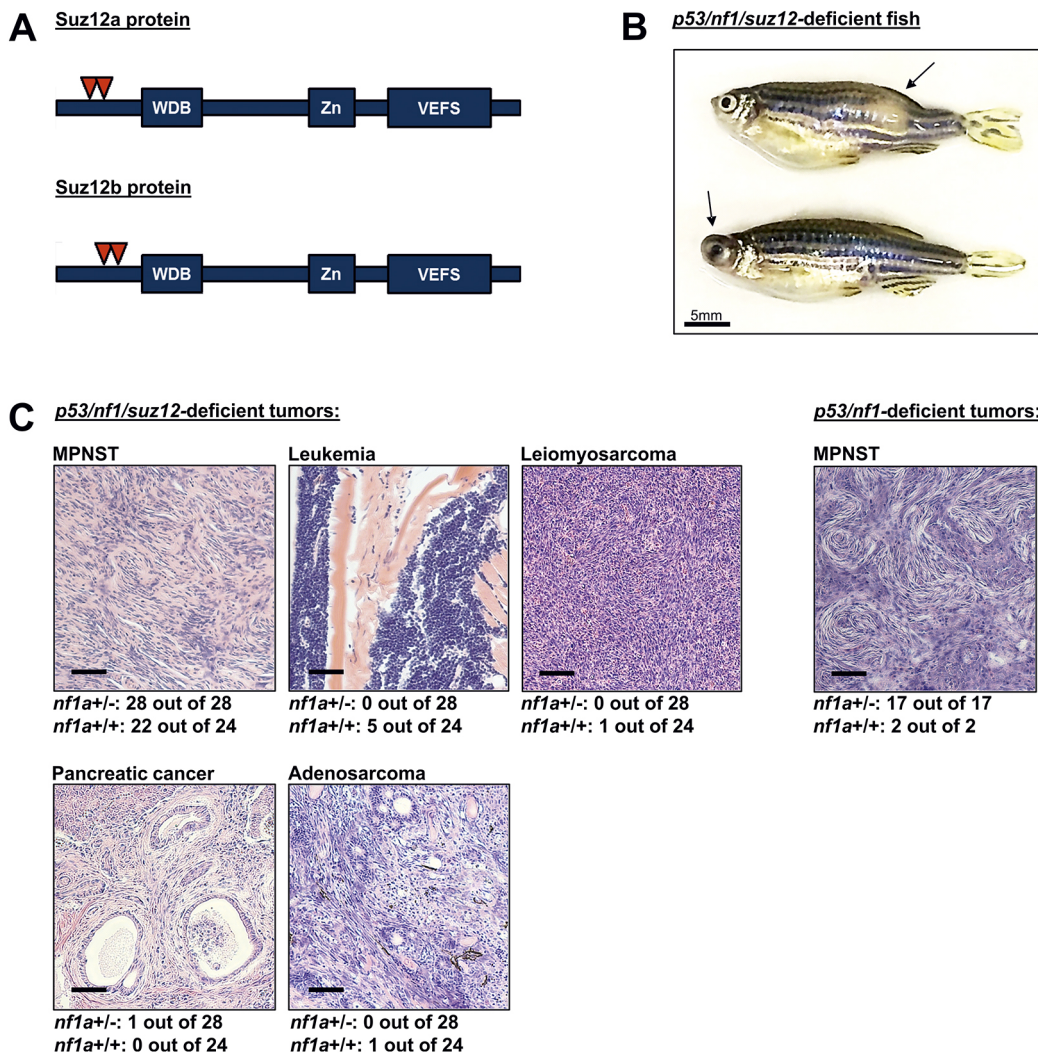 A
Suz12a protein
WDB
Zn
VEFS
Suz12b protein
WDB
Zn
VEFS
B
p53/nf1/suz12-deficient fish
5mm
C
p53/nf1/suz12-deficient tumors:
p53/nf1-deficient tumors:
MPNST
nf1a+/-: 28 out of 28
nf1a+/+: 22 out of 24
Leukemia
nf1a+/-: 0 out of 28
nf1a+/+: 5 out of 24
Leiomyosarcoma
nf1a+/-: 0 out of 28
nf1a+/+: 1 out of 24
MPNST
nf1a+/-: 17 out of 17
nf1a+/+: 2 out of 2
Pancreatic cancer
nf1a+/-: 1 out of 28
nf1a+/+: 0 out of 24
Adenosarcoma
nf1a+/-: 0 out of 28
nf1a+/+: 1 out of 24